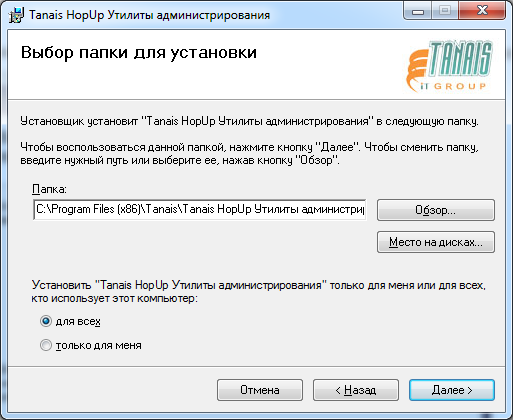 Tanais HopUp Утилиты администрирования
Выбор папки для установки
TANAIS
iT GROUP
Установщик установит "Tanais HopUp Утилиты администрирования" в следующую папку.
Чтобы воспользоваться данной папкой, нажмите кнопку "Далее". Чтобы сменить папку,
введите нужный путь или выберите ее, нажав кнопку "Обзор".
Папка:
C:\Program Files (x86)\Tanais\Tanais HopUp Утилиты администрир
Обзор...
Место на дисках...
Установить "Tanais HopUp Утилиты администрирования" только для меня или для всех,
кто использует этот компьютер:
для всех
только для меня
Отмена
< Назад
Далее >